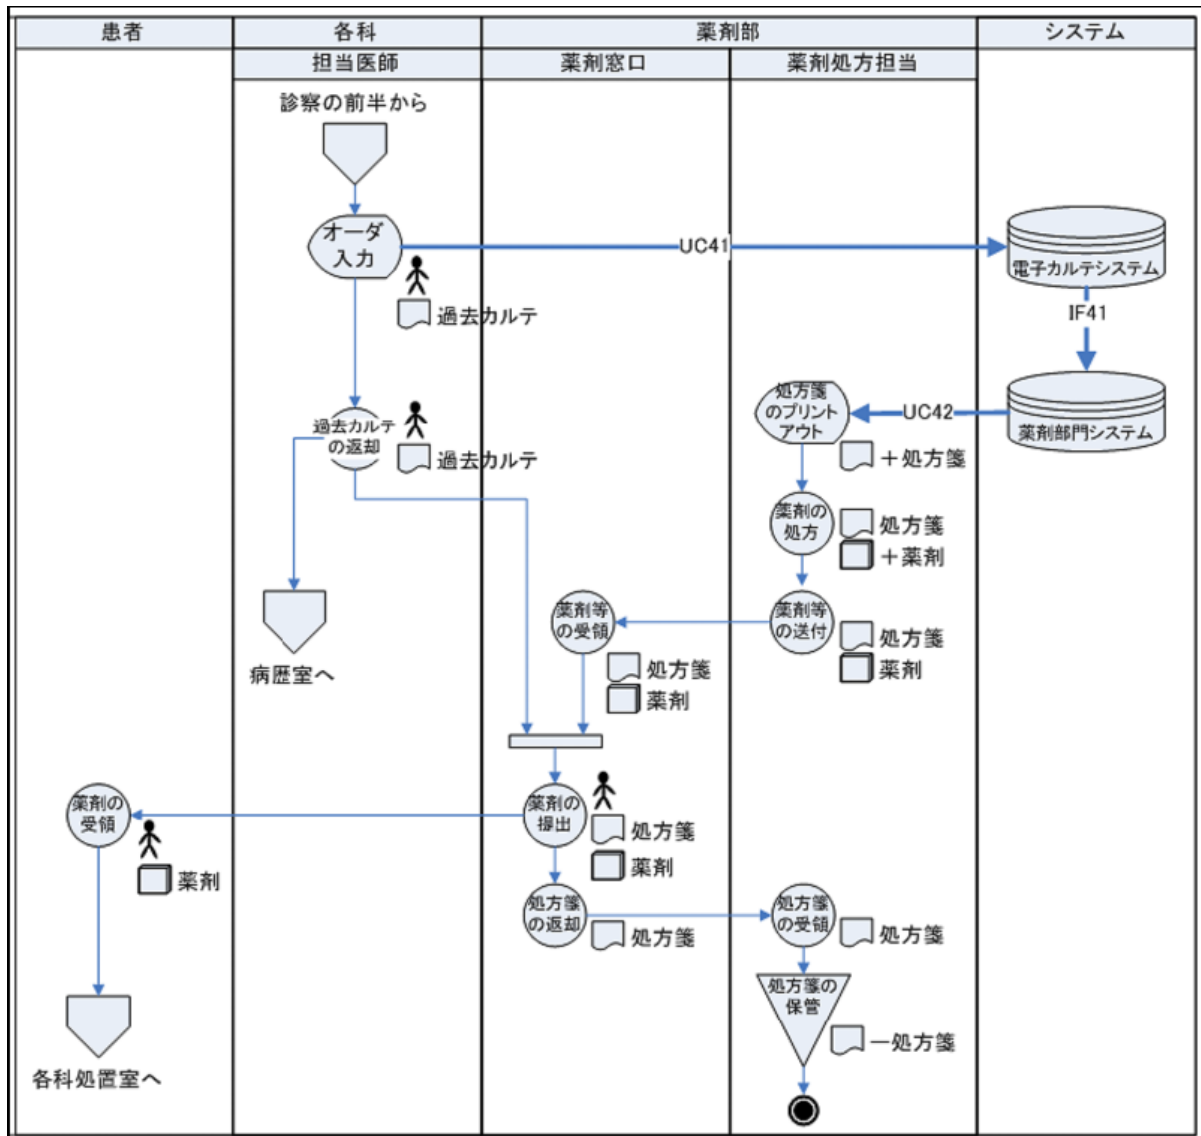 患者
各科
薬剤部
システム
担当医師
薬剤窓口
薬剤処方担当
診察の前半から
オーダ
入力
UC41
電子カルテシステム
過去カルテ
IF41
処方箋
のプリント
アウト
UC42
薬剤部門システム
過去カルテ
の返却
過去カルテ
＋処方箋
薬剤の
処方
処方箋
＋薬剤
薬剤等
の受領
薬剤等
の送付
処方箋
薬剤
処方箋
薬剤
病歴室へ
薬剤の
受領
薬剤
薬剤の
提出
処方箋
薬剤
処方箋
の返却
処方箋
処方箋
の受領
処方箋
処方箋の
保管
－処方箋
各科処置室へ